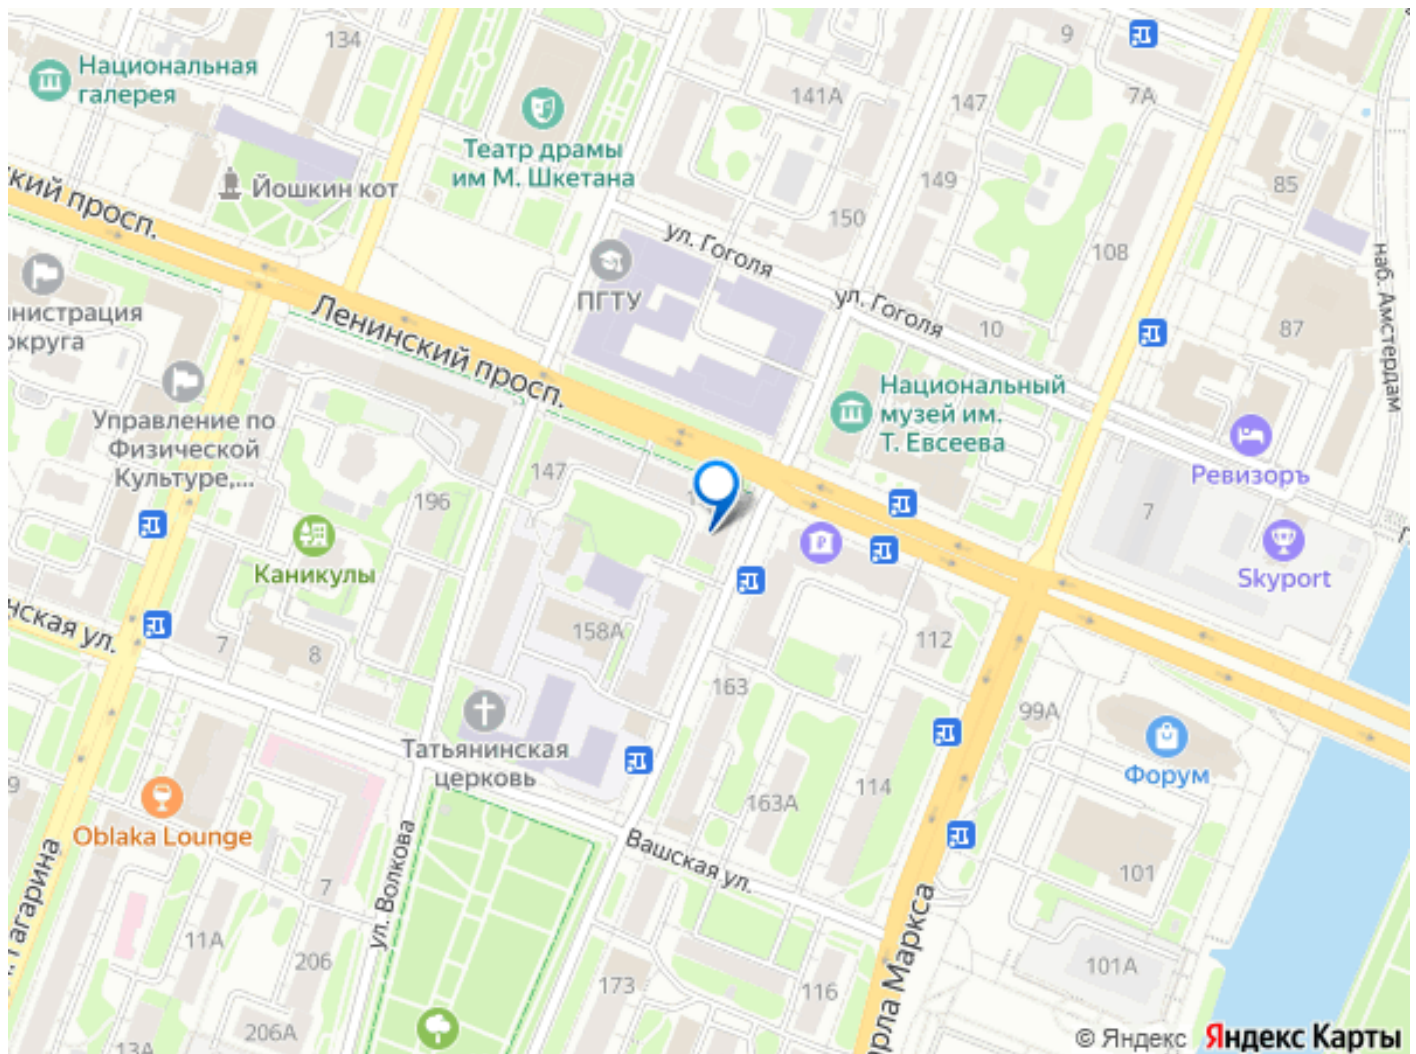 134
9
Национальная
галерея
141А
147
7А
Театр драмы
им М. Шкетана
149
85
Йошкин кот
кий просп.
150
ул. Гоголя
108
наб. Амстердам
ПГТУ
ул. Гоголя
нистрация
округа
Ленинский просп.
10
87
Национальный
музей им.
Т. Евсеева
Управление по
Физической
Культуре,...
147
196
Ревизоръ
7
Каникулы
Skyport
нская ул.
7
8
158А
112
163
99А
Татьянинская
церковь
Форум
163А
114
Oblaka Lounge
Вашская ул.
101
7
ул. Волкова
Гагарина
11А
206
173
116
101А
206А
13А
рла Маркса
© Яндекс Яндекс Карты